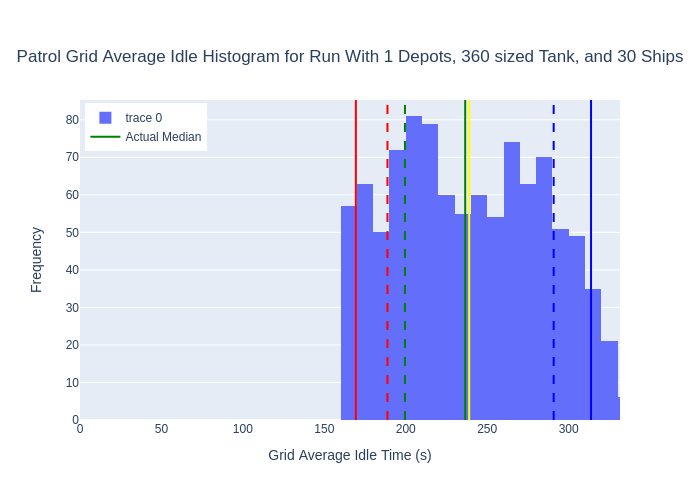 Patrol Grid Average Idle Histogram for Run With 1 Depots, 360 sized Tank, and 30 Ships
trace 0
Actual Median
80
70
60
50
40
30
20
10
0
Frequency
0 50 100 150 200 250 300
Grid Average Idle Time (s)